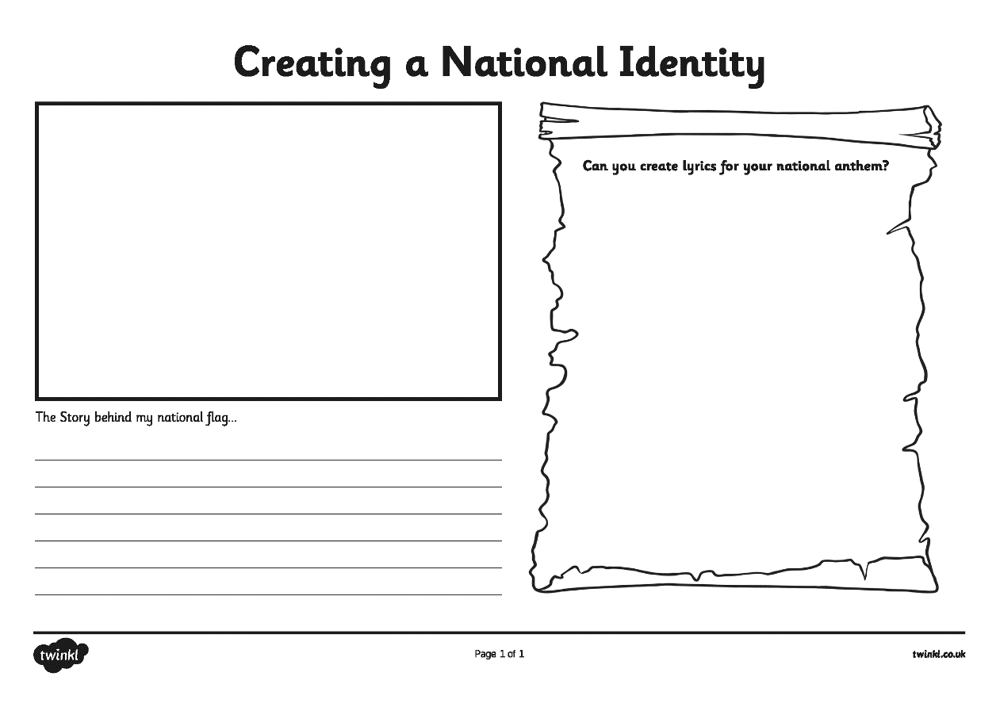 Creating a National Identity
Can you create lyrics for your national anthem?
The Story behind my national flag...
twinkl
Page 1 of 1
twinkl.co.uk